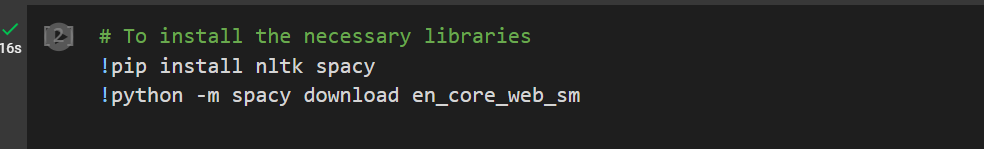 [2] # To install the necessary libraries
16s !pip install nltk spacy
!python -m spacy download en_core_web_sm